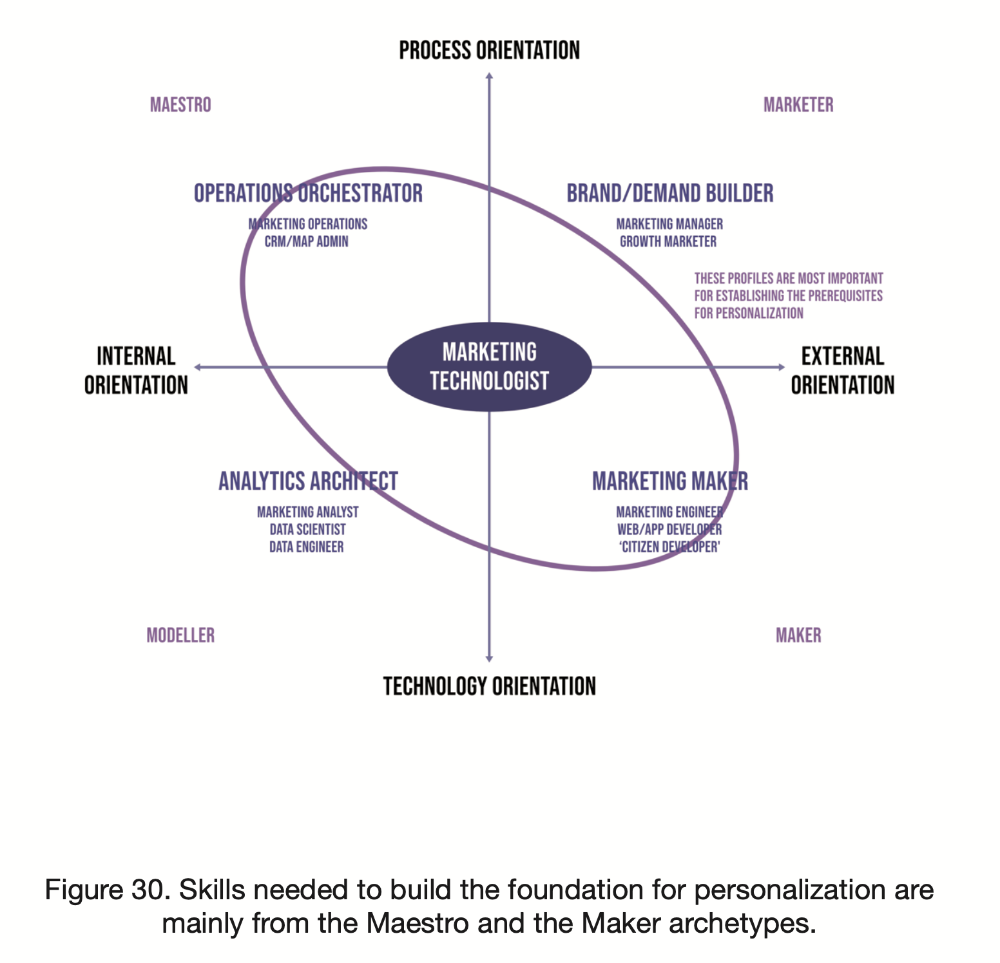 PROCESS ORIENTATION
MAESTRO
MARKETER
OPERATIONS ORCHESTRATOR
MARKETING OPERATIONS
CRM/MAP ADMIN
BRAND/DEMAND BUILDER
MARKETING MANAGER
GROWTH MARKETER
THESE PROFILES ARE MOST IMPORTANT
FOR ESTABLISHING THE PREREQUISITES
FOR PERSONALIZATION
INTERNAL
ORIENTATION
MARKETING
TECHNOLOGIST
EXTERNAL
ORIENTATION
ANALYTICS ARCHITECT
MARKETING ANALYST
DATA SCIENTIST
DATA ENGINEER
MARKETING MAKER
MARKETING ENGINEER
WEB/APP DEVELOPER
‘CITIZEN DEVELOPER'
MODELLER
MAKER
TECHNOLOGY ORIENTATION
Figure 30. Skills needed to build the foundation for personalization are
mainly from the Maestro and the Maker archetypes.